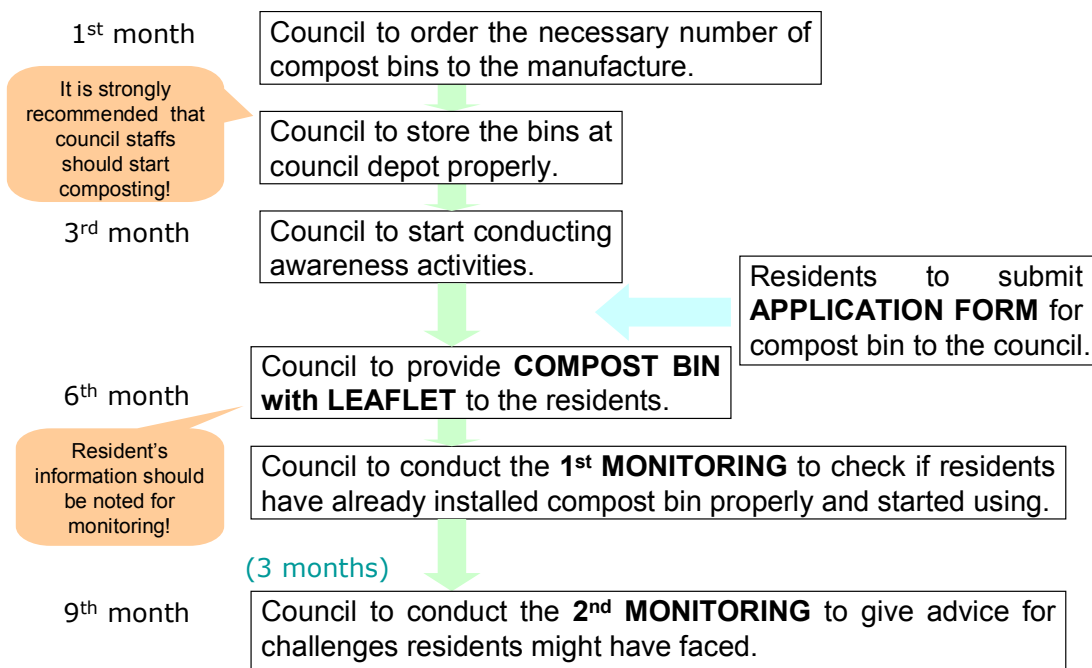 1st month
Council to order the necessary number of
compost bins to the manufacture.
It is strongly
recommended that
council staffs
should start
composting!
Council to store the bins at
council depot properly.
3rd month
Council to start conducting
awareness activities.
Residents to submit
APPLICATION FORM for
compost bin to the council.
6th month
Council to provide COMPOST BIN
with LEAFLET to the residents.
Resident's
information should
be noted for
monitoring!
Council to conduct the 1st MONITORING to check if residents
have already installed compost bin properly and started using.
(3 months)
9th month
Council to conduct the 2nd MONITORING to give advice for
challenges residents might have faced.